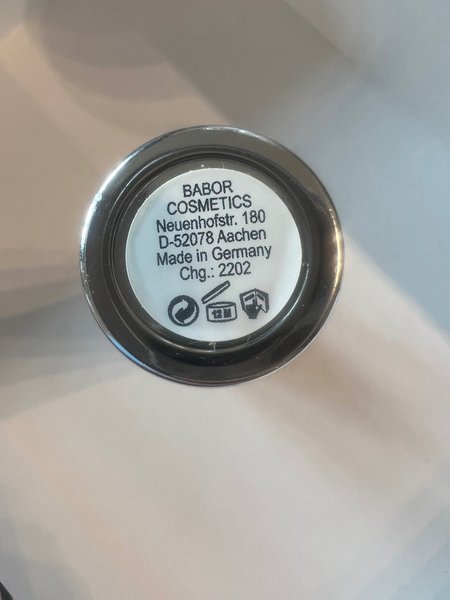 BABOR
COSMETICS
Neuenhofstr. 180
D-52078 Aachen
Made in Germany
Chg.: 2202
12 M